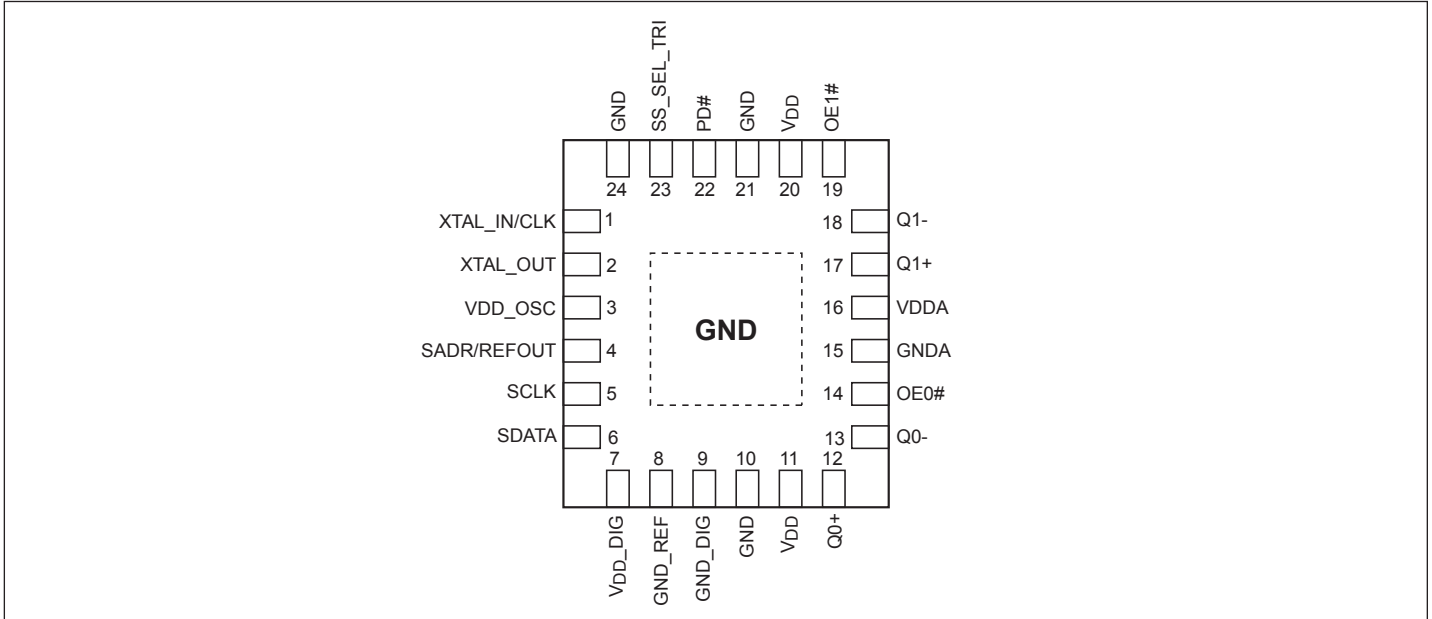 GND
SS_SEL_TRI
PD#
GND
VDD
OE1#
24
23
22
21
20
19
XTAL_IN/CLK 1
XTAL_OUT 2
VDD_OSC 3
SADR/REFOUT 4
SCLK 5
SDATA 6
GND
18 Q1-
17 Q1+
16 VDDA
15 GNDA
14 OE0#
13 Q0-
7
8
9
10
11
12
VDD_DIG
GND_REF
GND_DIG
GND
VDD
Q0+